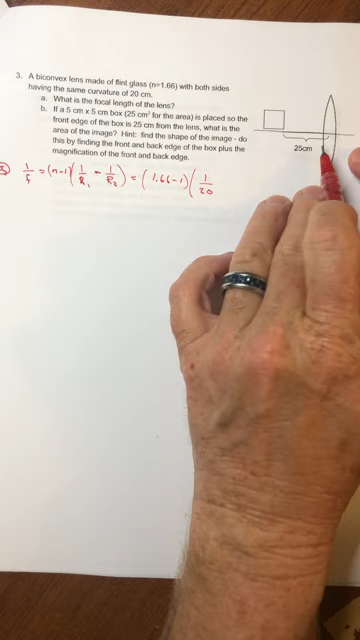 3. A biconvex lens made of flint glass (n=1.66) with both sides
having the same curvature of 20 cm.
a. What is the focal length of the lens?
b. If a 5 cm x 5 cm box (25 cm² for the area) is placed so the
front edge of the box is 25 cm from the lens, what is the
area of the image? Hint: find the shape of the image - do
this by finding the front and back edge of the box plus the
magnification of the front and back edge.
25cm
1/f = (n-1)(1/R₁ - 1/R₂) = (1.66-1)(1/20